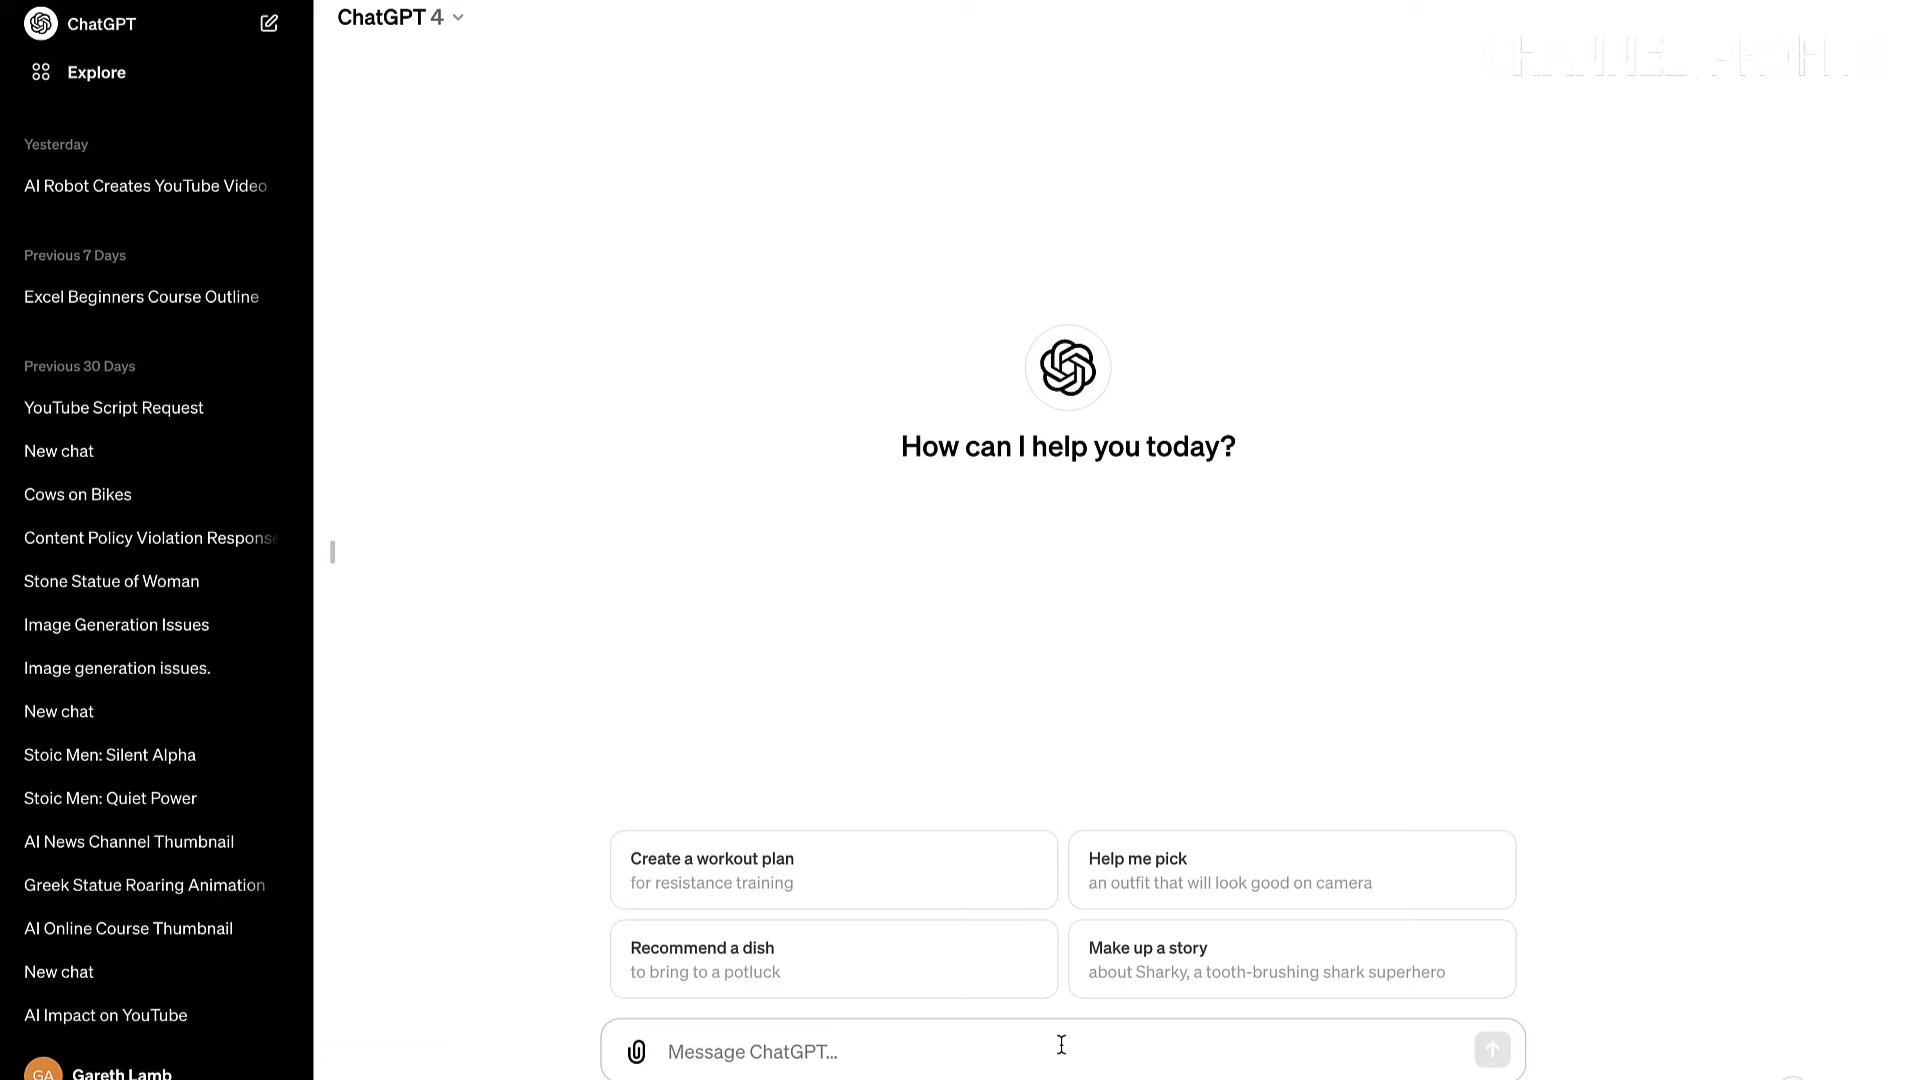 ChatGPT
Explore
Yesterday
AI Robot Creates YouTube Video
Previous 7 Days
Excel Beginners Course Outline
Previous 30 Days
YouTube Script Request
New chat
Cows on Bikes
Content Policy Violation Response
Stone Statue of Woman
Image Generation Issues
Image generation issues.
New chat
Stoic Men: Silent Alpha
Stoic Men: Quiet Power
AI News Channel Thumbnail
Greek Statue Roaring Animation
AI Online Course Thumbnail
New chat
AI Impact on YouTube
GA Gareth Lamb
ChatGPT 4
How can I help you today?
Create a workout plan
for resistance training
Help me pick
an outfit that will look good on camera
Recommend a dish
to bring to a potluck
Make up a story
about Sharky, a tooth-brushing shark superhero
Message ChatGPT...